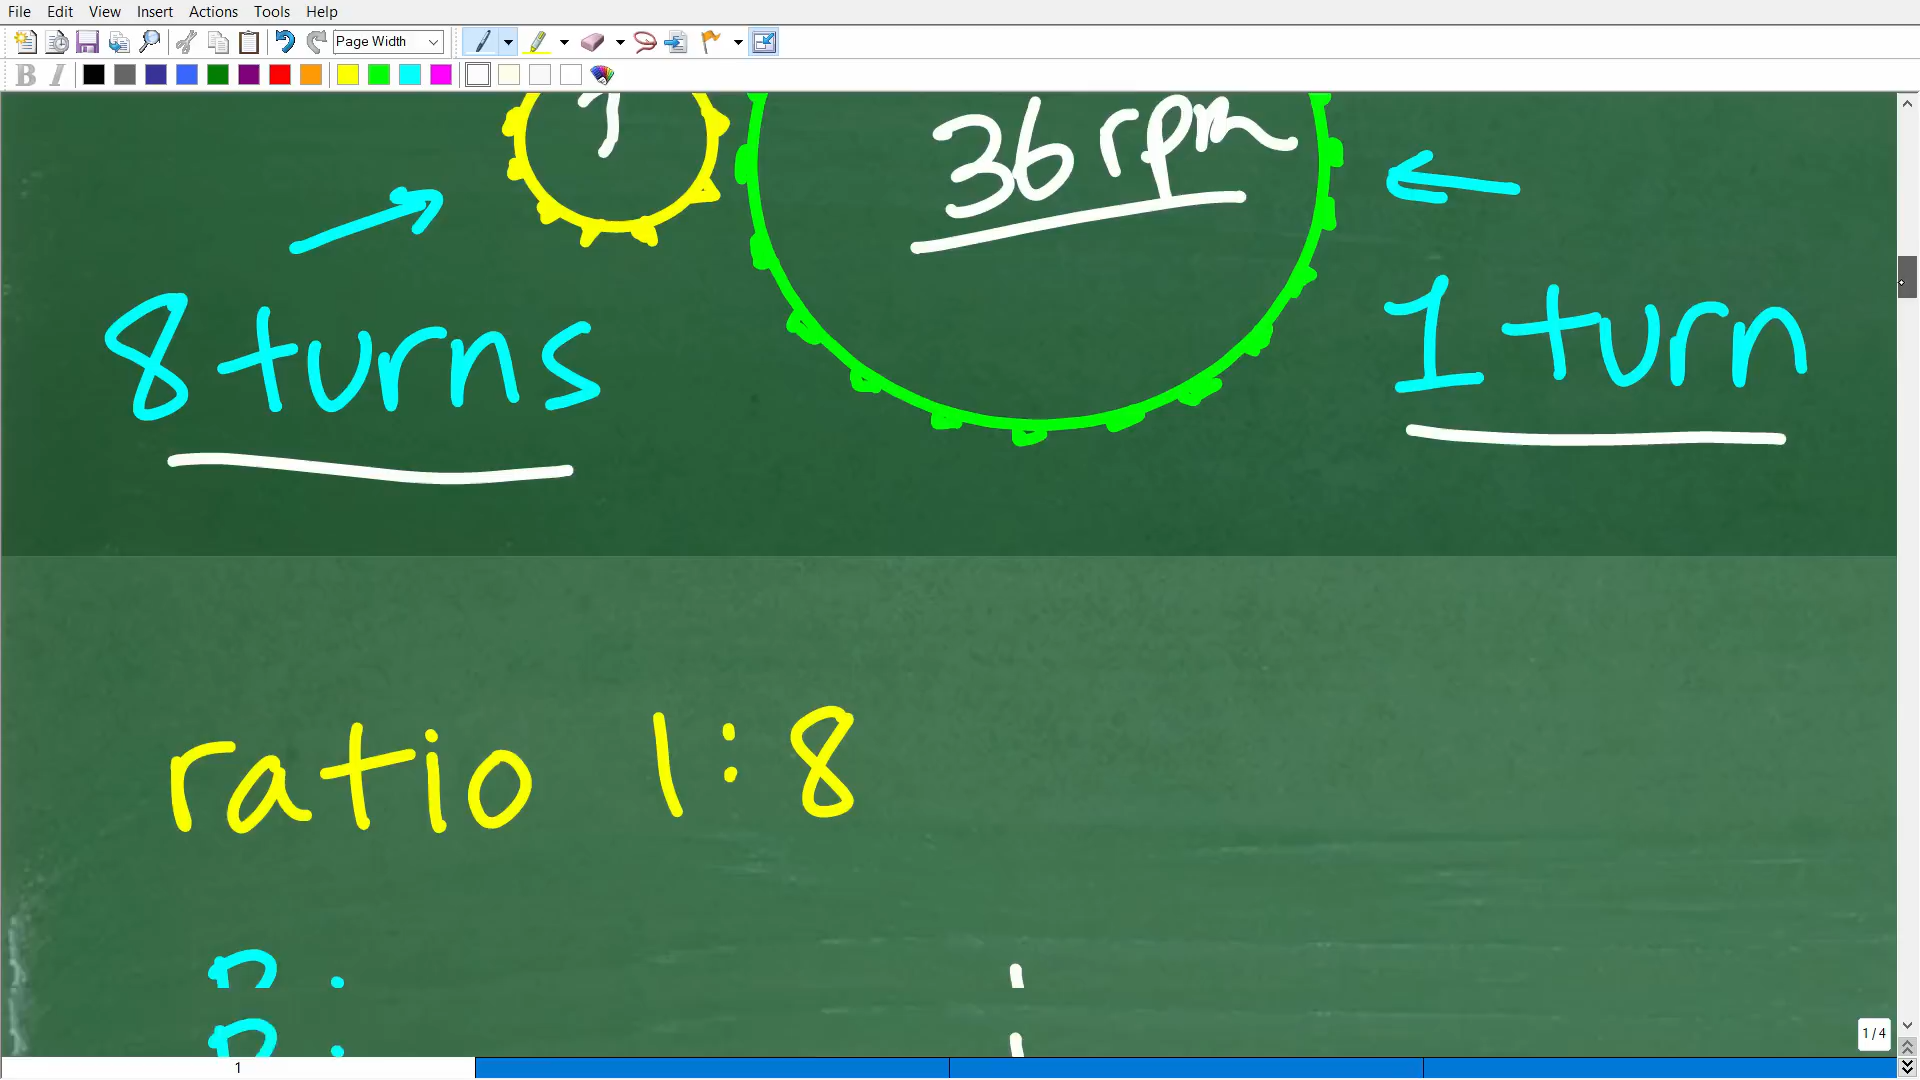 File Edit View Insert Actions Tools Help
Page Width
B I
36 rpm
8 turns
1 turn
ratio 1:8
1 / 4
1